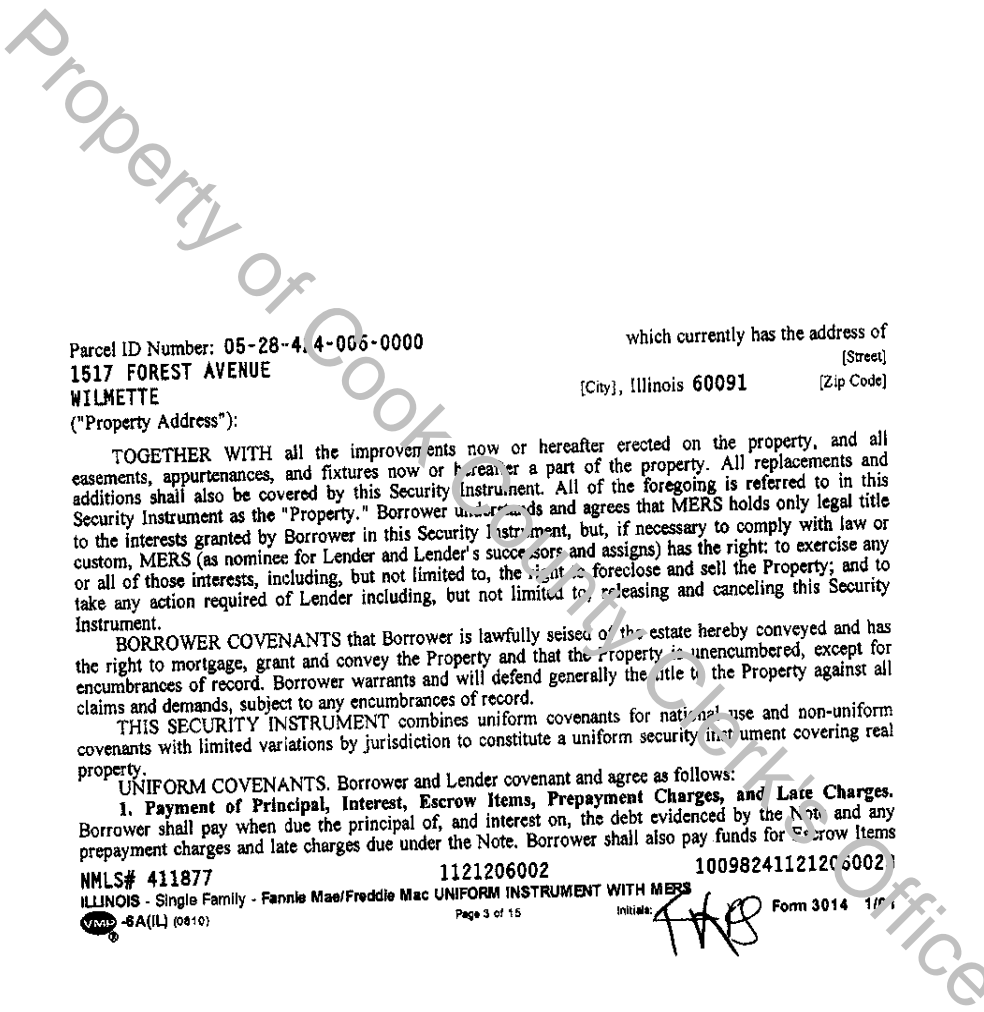 Property of Cook County Clerk's Office
Parcel ID Number: 05-28-4 4-006-0000 which currently has the address of
1517 FOREST AVENUE [Street]
WILMETTE [City], Illinois 60091 [Zip Code]
("Property Address"):
TOGETHER WITH all the improvements now or hereafter erected on the property, and all
easements, appurtenances, and fixtures now or hereafter a part of the property. All replacements and
additions shall also be covered by this Security Instrument. All of the foregoing is referred to in this
Security Instrument as the "Property." Borrower understands and agrees that MERS holds only legal title
to the interests granted by Borrower in this Security Instrument, but, if necessary to comply with law or
custom, MERS (as nominee for Lender and Lender's successors and assigns) has the right: to exercise any
or all of those interests, including, but not limited to, the right to foreclose and sell the Property; and to
take any action required of Lender including, but not limited to, releasing and canceling this Security
Instrument.
BORROWER COVENANTS that Borrower is lawfully seised of the estate hereby conveyed and has
the right to mortgage, grant and convey the Property and that the Property is unencumbered, except for
encumbrances of record. Borrower warrants and will defend generally the title to the Property against all
claims and demands, subject to any encumbrances of record.
THIS SECURITY INSTRUMENT combines uniform covenants for national use and non-uniform
covenants with limited variations by jurisdiction to constitute a uniform security instrument covering real
property.
UNIFORM COVENANTS. Borrower and Lender covenant and agree as follows:
1. Payment of Principal, Interest, Escrow Items, Prepayment Charges, and Late Charges.
Borrower shall pay when due the principal of, and interest on, the debt evidenced by the Note and any
prepayment charges and late charges due under the Note. Borrower shall also pay funds for Escrow Items
NMLS# 411877 1121206002
ILLINOIS - Single Family - Fannie Mae/Freddie Mac UNIFORM INSTRUMENT WITH MERS
VMP ® -6A(IL) (0810) Page 3 of 15 Initials: Form 3014